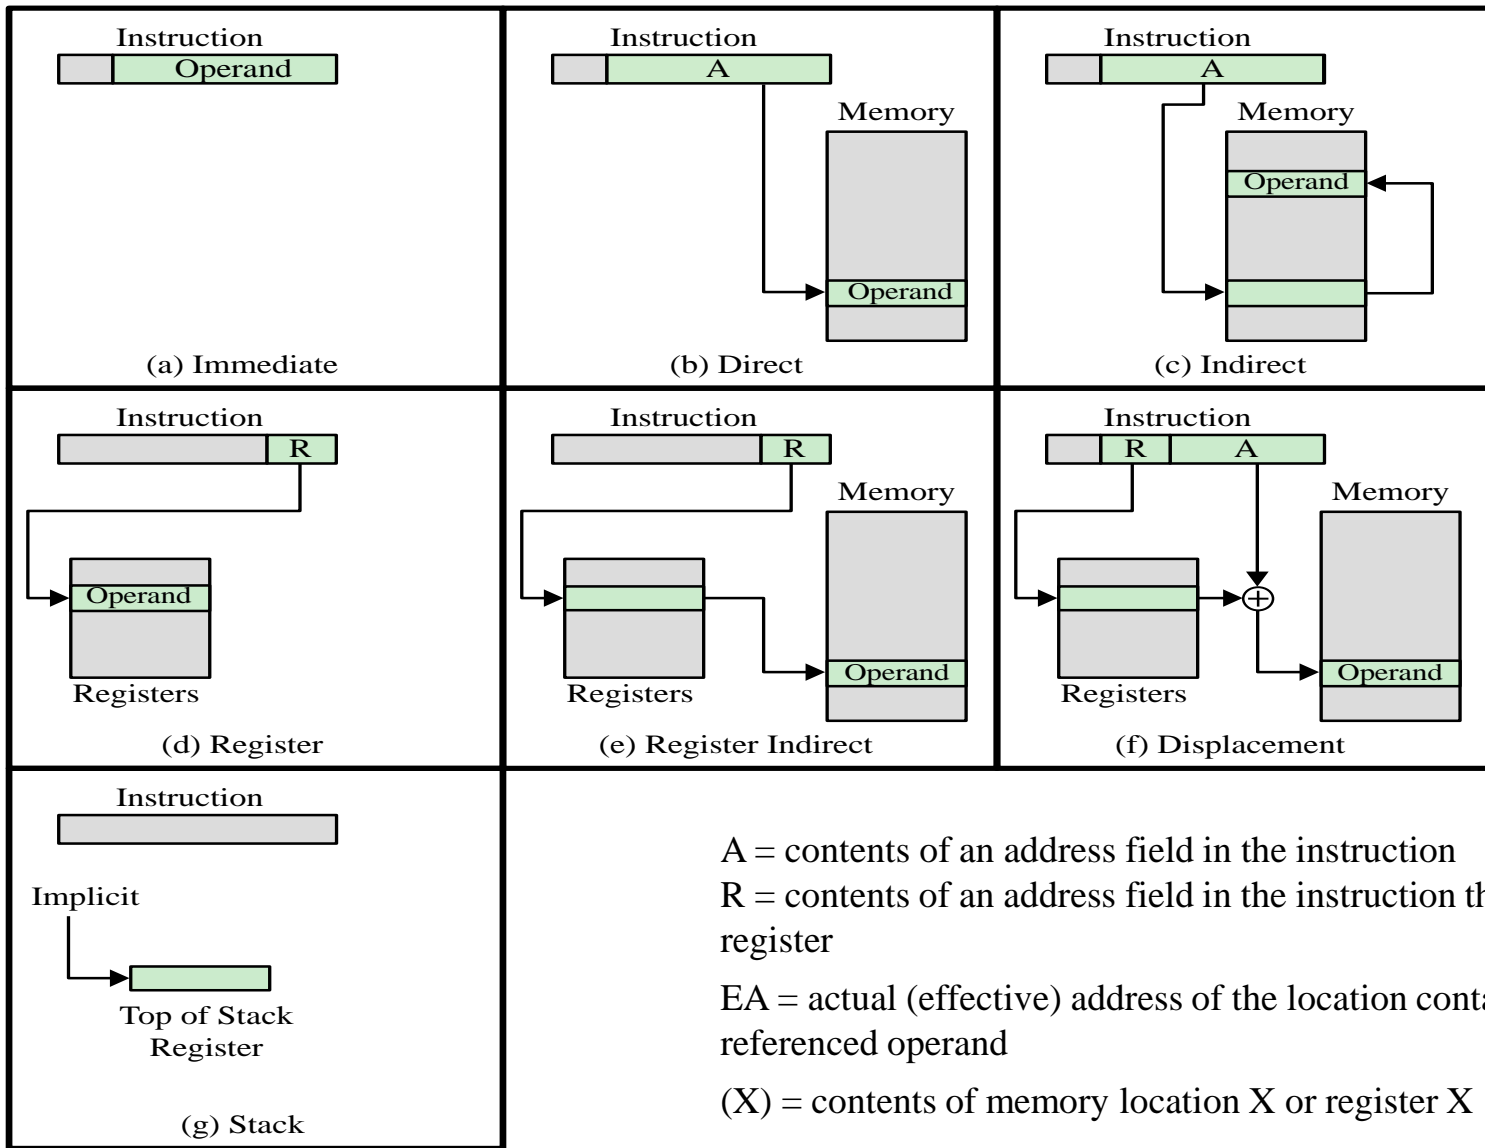 Instruction
Operand
(a) Immediate
Instruction
A
Memory
Operand
(b) Direct
Instruction
A
Memory
Operand
(c) Indirect
Instruction
R
Operand
Registers
(d) Register
Instruction
R
Memory
Operand
Registers
(e) Register Indirect
Instruction
R A
Memory
Operand
Registers
(f) Displacement
Instruction
Implicit
Top of Stack
Register
(g) Stack
A = contents of an address field in the instruction
R = contents of an address field in the instruction
register
EA = actual (effective) address of the location
referenced operand
(X) = contents of memory location X or register X